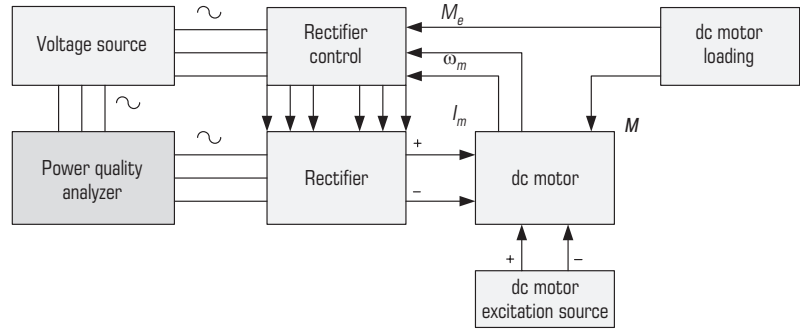 Voltage source
Rectifier
control
M_e
ω_m
I_m
dc motor
loading
M
Power quality
analyzer
Rectifier
+
–
dc motor
+
–
dc motor
excitation source